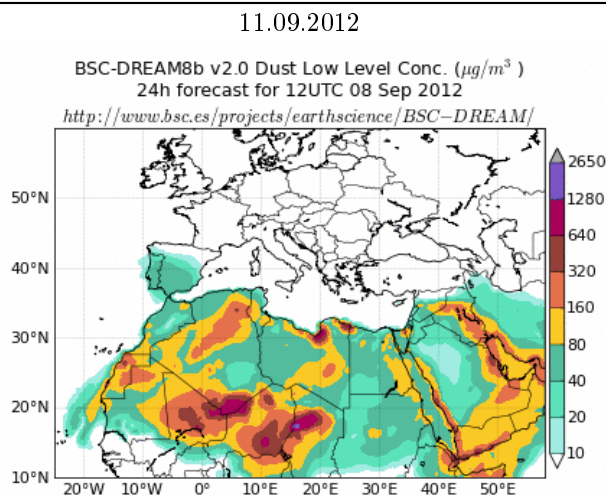 11.09.2012
BSC-DREAM8b v2.0 Dust Low Level Conc. (μg/m³ )
24h forecast for 12UTC 08 Sep 2012
http://www.bsc.es/projects/earthscience/BSC−DREAM/
50°N
40°N
30°N
20°N
10°N
20°W 10°W 0° 10°E 20°E 30°E 40°E 50°E
2650
1280
640
320
160
80
40
20
10